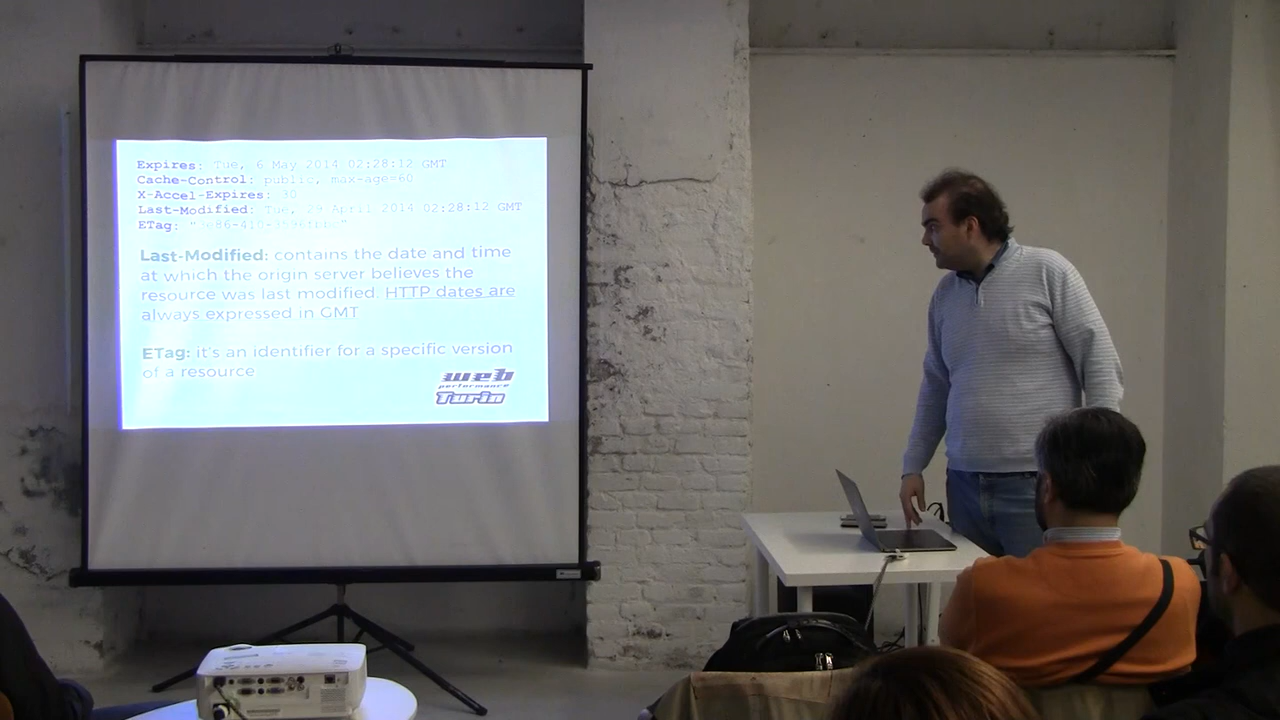 Expires: Tue, 6 May 2014 02:28:12 GMT
Cache-Control: public, max-age=60
X-Accel-Expires: 30
Last-Modified: Tue, 29 April 2014 02:28:12 GMT
ETag:
Last-Modified: contains the date and time
at which the origin server believes the
resource was last modified. HTTP dates are
always expressed in GMT
ETag: it's an identifier for a specific version
of a resource
web
performance
Turin